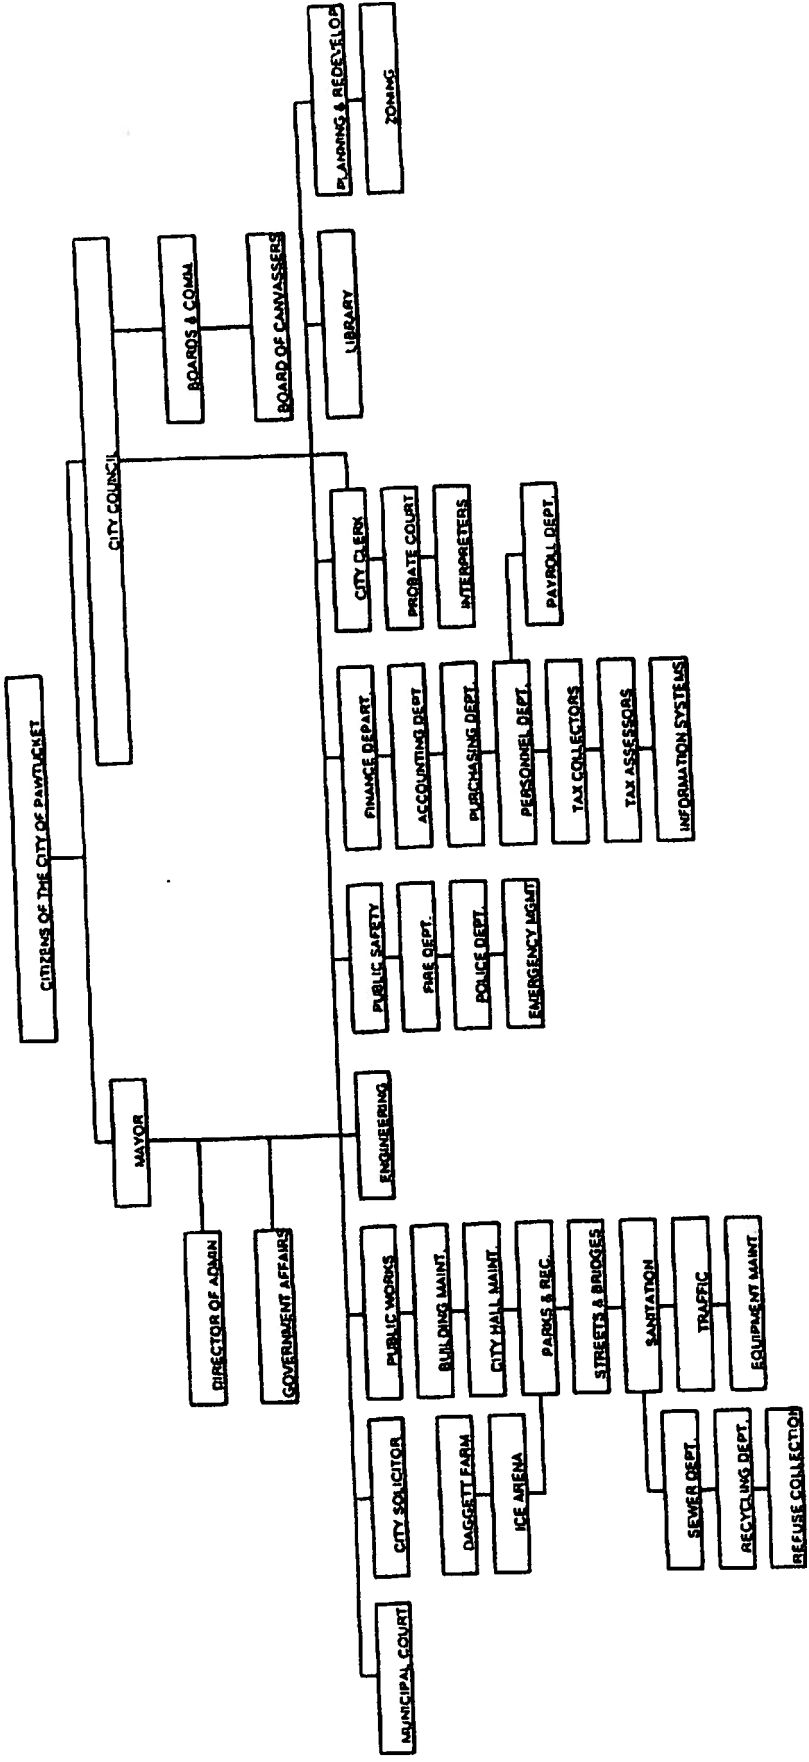 CITIZENS OF THE CITY OF PAWTUCKET
MAYOR
CITY COUNCIL
DIRECTOR OF ADMIN
GOVERNMENT AFFAIRS
BOARDS & COMM
BOARD OF CANVASSERS
MUNICIPAL COURT
CITY SOLICITOR
PUBLIC WORKS
BUILDING MAINT.
CITY HALL MAINT.
PARKS & REC.
DAGGETT FARM
ICE ARENA
STREETS & BRIDGES
SANITATION
SEWER DEPT.
RECYCLING DEPT.
REFUSE COLLECTION
TRAFFIC
EQUIPMENT MAINT.
ENGINEERING
PUBLIC SAFETY
FIRE DEPT.
POLICE DEPT.
EMERGENCY MGMT
FINANCE DEPART.
ACCOUNTING DEPT
PURCHASING DEPT.
PERSONNEL DEPT.
PAYROLL DEPT.
TAX COLLECTORS
TAX ASSESSORS
INFORMATION SYSTEMS
CITY CLERK
PROBATE COURT
INTERPRETERS
LIBRARY
PLANNING & REDEVELOP
ZONING